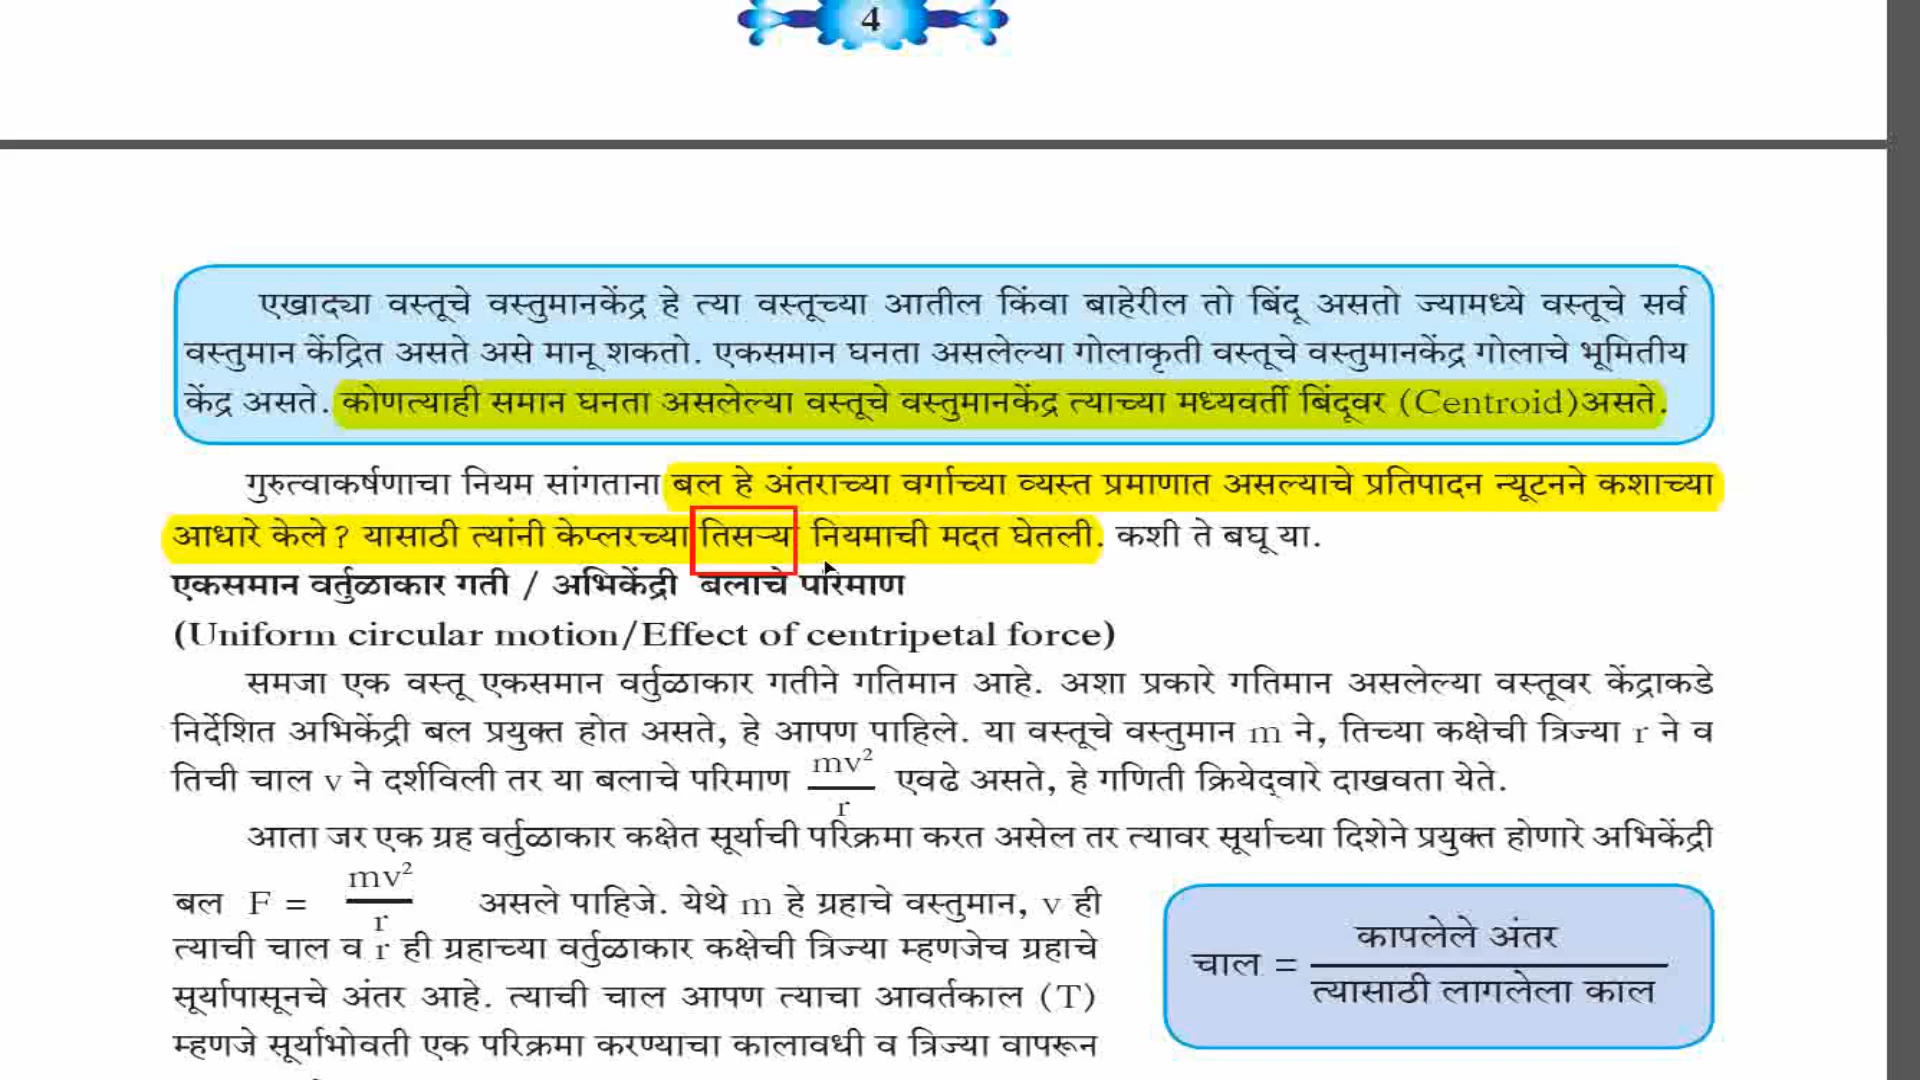 4
एखाद्या वस्तूचे वस्तुमानकेंद्र हे त्या वस्तूच्या आतील किंवा बाहेरील तो बिंदू असतो ज्यामध्ये वस्तूचे सर्व
वस्तुमान केंद्रित असते असे मानू शकतो. एकसमान घनता असलेल्या गोलाकृती वस्तूचे वस्तुमानकेंद्र गोलाचे भूमितीय
केंद्र असते. कोणत्याही समान घनता असलेल्या वस्तूचे वस्तुमानकेंद्र त्याच्या मध्यवर्ती बिंदूवर (Centroid)असते.
गुरुत्वाकर्षणाचा नियम सांगताना बल हे अंतराच्या वर्गाच्या व्यस्त प्रमाणात असल्याचे प्रतिपादन न्यूटनने कशाच्या
आधारे केले? यासाठी त्यांनी केप्लरच्या तिसऱ्या नियमाची मदत घेतली. कशी ते बघू या.
एकसमान वर्तुळाकार गती / अभिकेंद्री बलाचे परिमाण
(Uniform circular motion/Effect of centripetal force)
समजा एक वस्तू एकसमान वर्तुळाकार गतीने गतिमान आहे. अशा प्रकारे गतिमान असलेल्या वस्तूवर केंद्राकडे
निर्देशित अभिकेंद्री बल प्रयुक्त होत असते, हे आपण पाहिले. या वस्तूचे वस्तुमान m ने, तिच्या कक्षेची त्रिज्या r ने व
तिची चाल v ने दर्शविली तर या बलाचे परिमाण mv²/r एवढे असते, हे गणिती क्रियेद्वारे दाखवता येते.
आता जर एक ग्रह वर्तुळाकार कक्षेत सूर्याची परिक्रमा करत असेल तर त्यावर सूर्याच्या दिशेने प्रयुक्त होणारे अभिकेंद्री
बल F = mv²/r असले पाहिजे. येथे m हे ग्रहाचे वस्तुमान, v ही
त्याची चाल व r ही ग्रहाच्या वर्तुळाकार कक्षेची त्रिज्या म्हणजेच ग्रहाचे
सूर्यापासूनचे अंतर आहे. त्याची चाल आपण त्याचा आवर्तकाल (T)
म्हणजे सूर्याभोवती एक परिक्रमा करण्याचा कालावधी व त्रिज्या वापरून
कापलेले अंतर
चाल =
त्यासाठी लागलेला काल